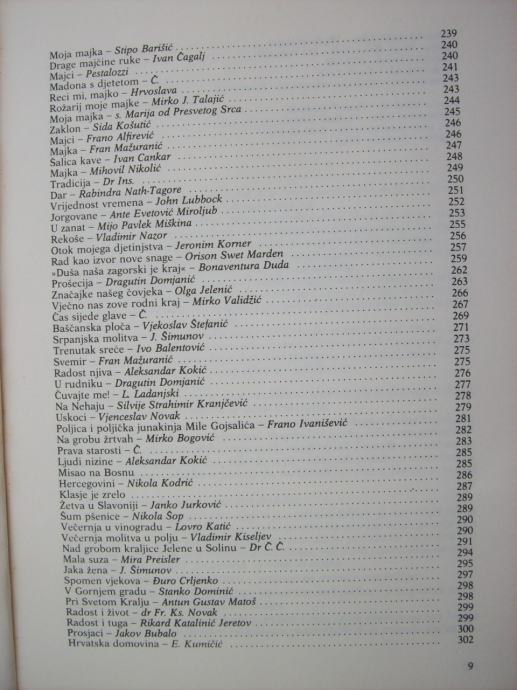 Moja majka – Stipo Barišić 239
Drage majčine ruke – Ivan Čagalj 240
Majci – Pestalozzi 240
Madona s djetetom – Č. 241
Reci mi, majko – Hrvoslava 243
Rožarij moje majke – Mirko J. Talajić 243
Moja majka – s. Marija od Presvetog Srca 244
Zaklon – Sida Košutić 245
Majci – Frano Alfirević 246
Majka – Fran Mažuranić 246
Šalica kave – Ivan Cankar 247
Majka – Mihovil Nikolić 248
Tradicija – Dr Ins. 249
Dar – Rabindra Nath-Tagore 250
Vrijednost vremena – John Lubbock 251
Jorgovane – Ante Evetović Miroljub 252
U zanat – Mijo Pavlek Miškina 253
Rekoše – Vladimir Nazor 255
Otok mojega djetinjstva – Jeronim Korner 256
Rad kao izvor nove snage – Orison Swet Marden 257
»Duša naša zagorski je kraj« – Bonaventura Duda 259
Prošecija – Dragutin Domjanić 262
Značajke našeg čovjeka – Olga Jelenić 263
Vječno nas zove rodni kraj – Mirko Validžić 266
Čas sijede glave – Č. 267
Baščanska ploča – Vjekoslav Štefanić 269
Srpanjska molitva – J. Šimunov 271
Trenutak sreće – Ivo Balentović 273
Svemir – Fran Mažuranić 275
Radost njiva – Aleksandar Kokić 275
U rudniku – Dragutin Domjanić 276
Čuvajte me! – L. Ladanjski 277
Na Nehaju – Silvije Strahimir Kranjčević 278
Uskoci – Vjenceslav Novak 279
Poljica i poljička junakinja Mile Gojsalića – Frano Ivanišević 281
Na grobu žrtvah – Mirko Bogović 282
Prava starosti – Č. 283
Ljudi nizine – Aleksandar Kokić 285
Misao na Bosnu 285
Hercegovini – Nikola Kodrić 286
Klasje je zrelo 287
Žetva u Slavoniji – Janko Jurković 289
Šum pšenice – Nikola Šop 289
Večernja u vinogradu – Lovro Katić 290
Večernja molitva u polju – Vladimir Kiseljev 290
Nad grobom kraljice Jelene u Solinu – Dr Č. Č. 291
Mala suza – Mira Preisler 294
Jaka žena – J. Šimunov 295
Spomen vjekova – Đuro Crljenko 297
V Gornjem gradu – Stanko Dominić 298
Pri Svetom Kralju – Antun Gustav Matoš 298
Radost i život – dr Fr. Ks. Novak 299
Radost i tuga – Rikard Katalinić Jeretov 299
Prosjaci – Jakov Bubalo 300
Hrvatska domovina – E. Kumičić 302
9